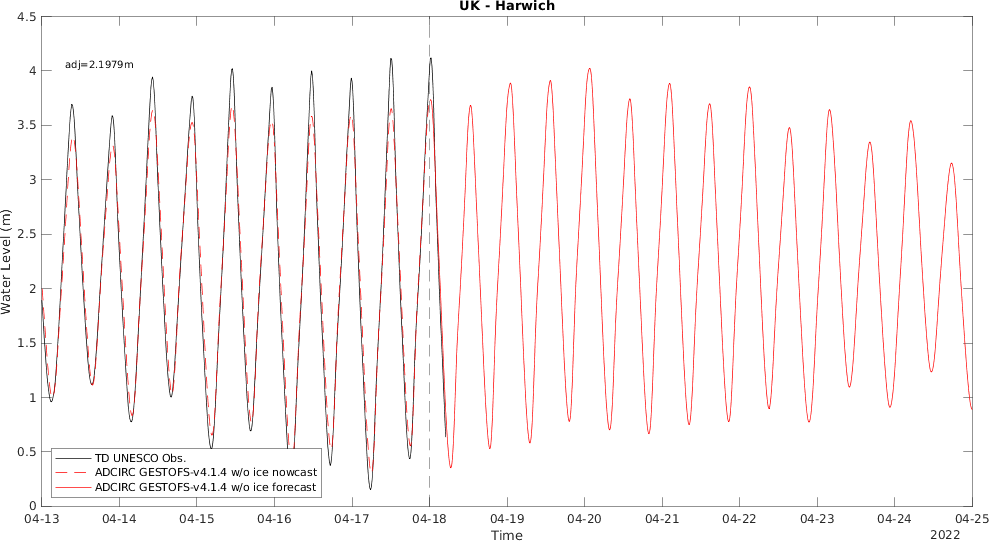 UK - Harwich
4.5
4
3.5
3
2.5
2
1.5
1
0.5
0
Water Level (m)
adj=2.1979m
TD UNESCO Obs.
ADCIRC GESTOFS-v4.1.4 w/o ice nowcast
ADCIRC GESTOFS-v4.1.4 w/o ice forecast
04-13 04-14 04-15 04-16 04-17 04-18 04-19 04-20 04-21 04-22 04-23 04-24 04-25
Time
2022